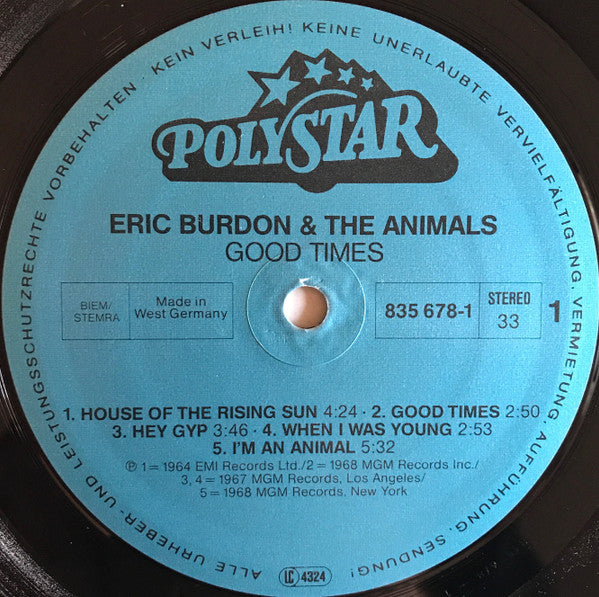 ALLE URHEBER- UND LEISTUNGSSCHUTZRECHTE VORBEHALTEN · KEIN VERLEIH! KEINE UNERLAUBTE VERVIELFÄLTIGUNG, VERMIETUNG, AUFFÜHRUNG, SENDUNG!
POLYSTAR
ERIC BURDON & THE ANIMALS
GOOD TIMES
BIEM/
STEMRA
Made in
West Germany
835 678-1
STEREO
33
1
1. HOUSE OF THE RISING SUN 4:24 · 2. GOOD TIMES 2:50
3. HEY GYP 3:46 · 4. WHEN I WAS YOUNG 2:53
5. I'M AN ANIMAL 5:32
℗ 1=1964 EMI Records Ltd./2=1968 MGM Records Inc./
3, 4=1967 MGM Records, Los Angeles/
5=1968 MGM Records, New York
LC 4324